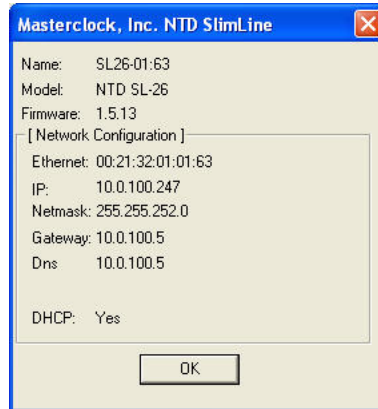 Masterclock, Inc. NTD SlimLine
Name: SL26-01:63
Model: NTD SL-26
Firmware: 1.5.13
[ Network Configuration ]
Ethernet: 00:21:32:01:01:63
IP: 10.0.100.247
Netmask: 255.255.252.0
Gateway: 10.0.100.5
Dns 10.0.100.5
DHCP: Yes
OK